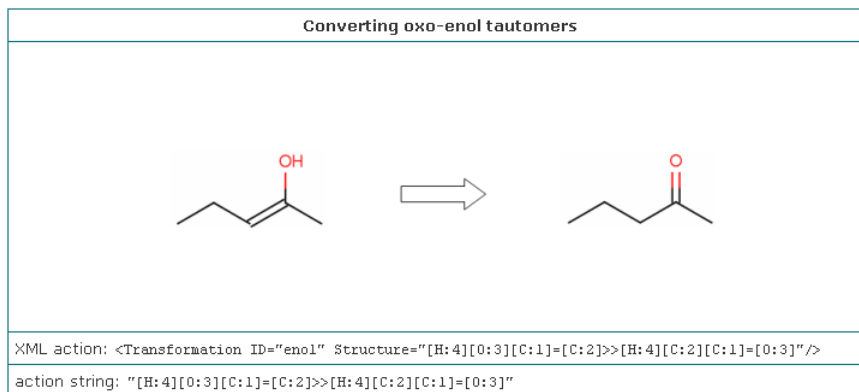 Converting oxo-enol tautomers
OH
O
XML action: <Transformation ID="enol" Structure="[H:4][O:3][C:1]=[C:2]>>[H:4][C:2][C:1]=[O:3]"/>
action string: "[H:4][O:3][C:1]=[C:2]>>[H:4][C:2][C:1]=[O:3]"